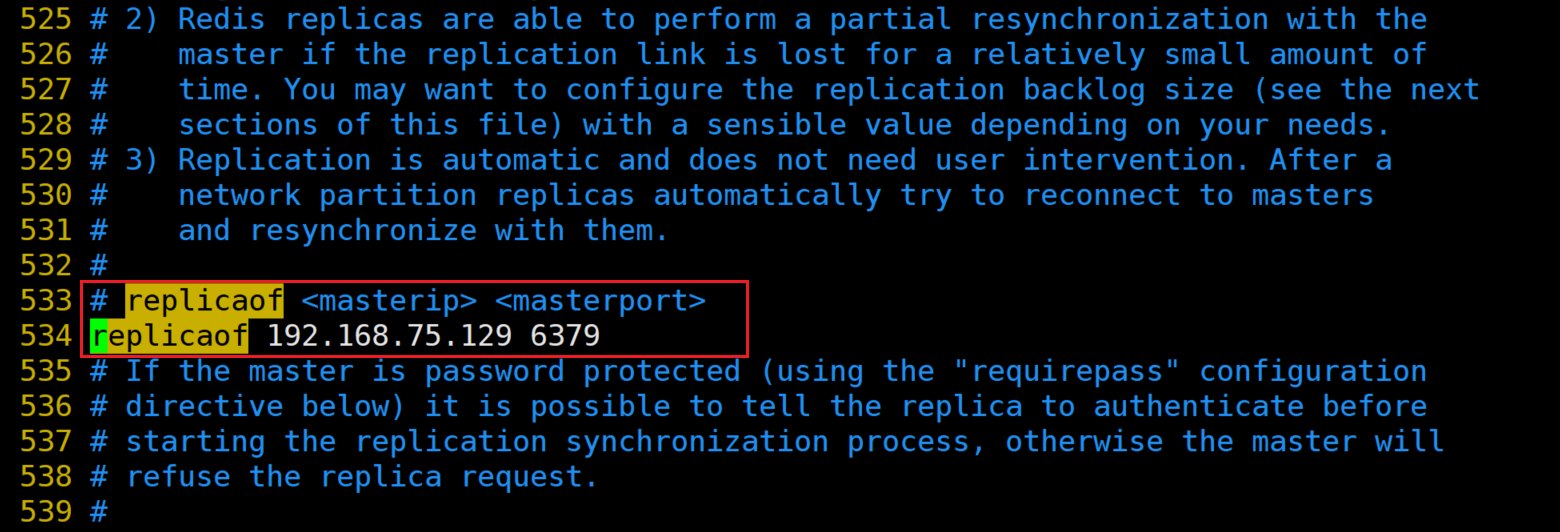 525 # 2) Redis replicas are able to perform a partial resynchronization with the
526 #    master if the replication link is lost for a relatively small amount of
527 #    time. You may want to configure the replication backlog size (see the next
528 #    sections of this file) with a sensible value depending on your needs.
529 # 3) Replication is automatic and does not need user intervention. After a
530 #    network partition replicas automatically try to reconnect to masters
531 #    and resynchronize with them.
532 #
533 # replicaof <masterip> <masterport>
534 replicaof 192.168.75.129 6379
535 # If the master is password protected (using the "requirepass" configuration
536 # directive below) it is possible to tell the replica to authenticate before
537 # starting the replication synchronization process, otherwise the master will
538 # refuse the replica request.
539 #